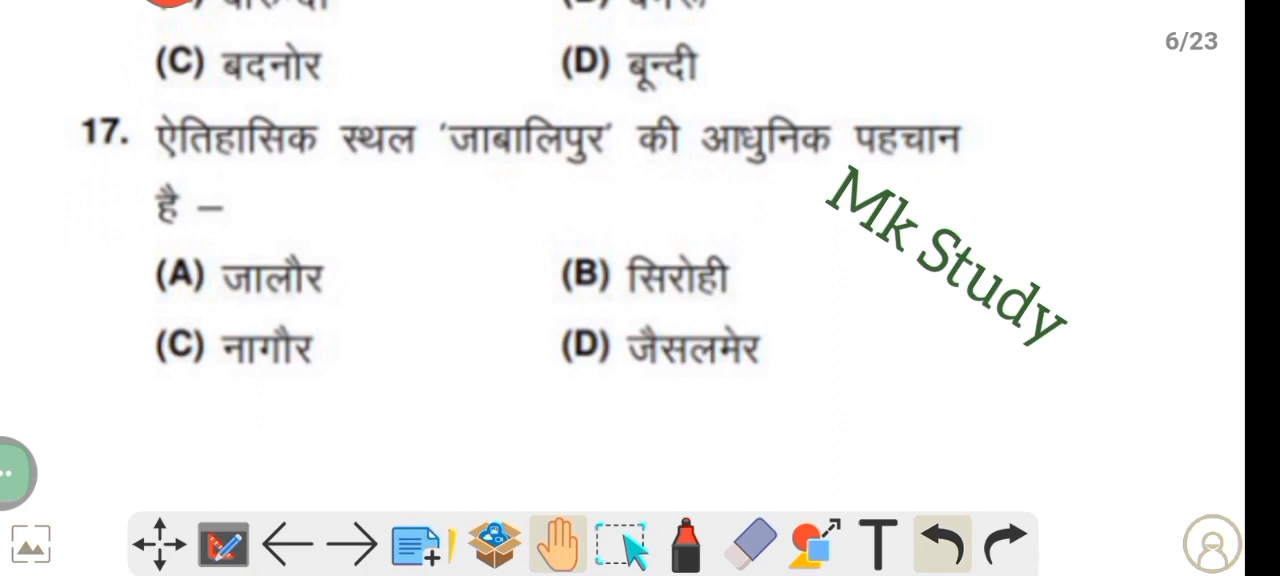 (C) बदनोर (D) बून्दी
6/23
17. ऐतिहासिक स्थल 'जाबालिपुर' की आधुनिक पहचान
है –
(A) जालौर (B) सिरोही
(C) नागौर (D) जैसलमेर
Mk Study